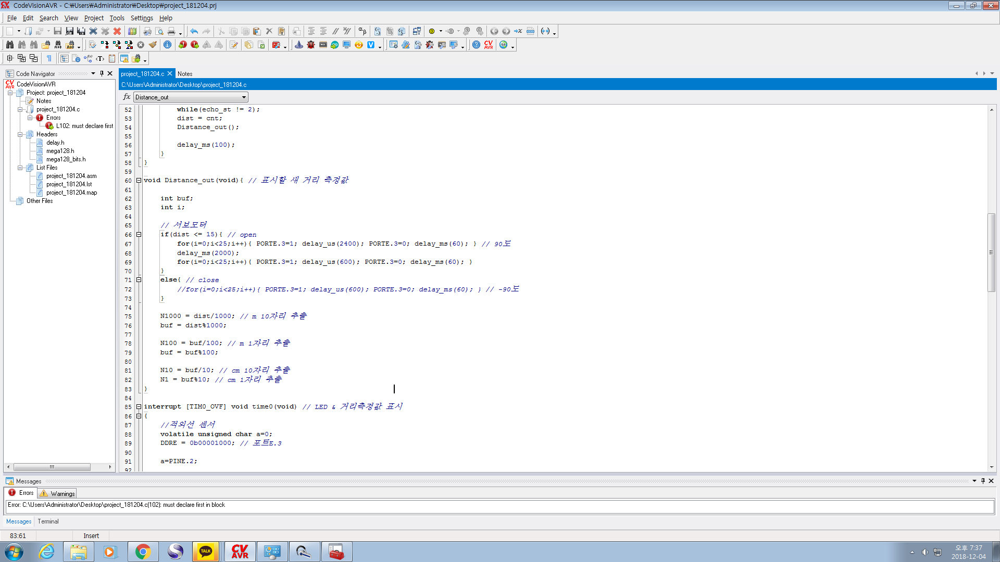 CodeVisionAVR - C:₩Users₩Administrator₩Desktop₩project_181204.prj
File Edit Search View Project Tools Settings Help
Code Navigator
CodeVisionAVR
Project: project_181204
Notes
project_181204.c
Errors
L102: must declare first
Headers
delay.h
mega128.h
mega128_bits.h
List Files
project_181204.asm
project_181204.lst
project_181204.map
Other Files
project_181204.c Notes
C:\Users\Administrator\Desktop\project_181204.c
fx Distance_out
52 while(echo_st != 2);
53 dist = cnt;
54 Distance_out();
55
56 delay_ms(100);
57 }
58 }
59
60 void Distance_out(void){ // 표시할 새 거리 측정값
61
62 int buf;
63 int i;
64
65 // 서보모터
66 if(dist <= 15){ // open
67 for(i=0;i<25;i++){ PORTE.3=1; delay_us(2400); PORTE.3=0; delay_ms(60); } // 90도
68 delay_ms(2000);
69 for(i=0;i<25;i++){ PORTE.3=1; delay_us(600); PORTE.3=0; delay_ms(60); }
70 }
71 else{ // close
72 //for(i=0;i<25;i++){ PORTE.3=1; delay_us(600); PORTE.3=0; delay_ms(60); } // -90도
73 }
74
75 N1000 = dist/1000; // m 10자리 추출
76 buf = dist%1000;
77
78 N100 = buf/100; // m 1자리 추출
79 buf = buf%100;
80
81 N10 = buf/10; // cm 10자리 추출
82 N1 = buf%10; // cm 1자리 추출
83 }
84
85 interrupt [TIM0_OVF] void time0(void) // LED & 거리측정값 표시
86 {
87 //적외선 센서
88 volatile unsigned char a=0;
89 DDRE = 0b00001000; // 포트E.3
90
91 a=PINE.2;
92
Messages
Errors Warnings
Error: C:\Users\Administrator\Desktop\project_181204.c(102): must declare first in block
Messages Terminal
83:61 Insert
TALK
CV AVR
오후 7:37
2018-12-04